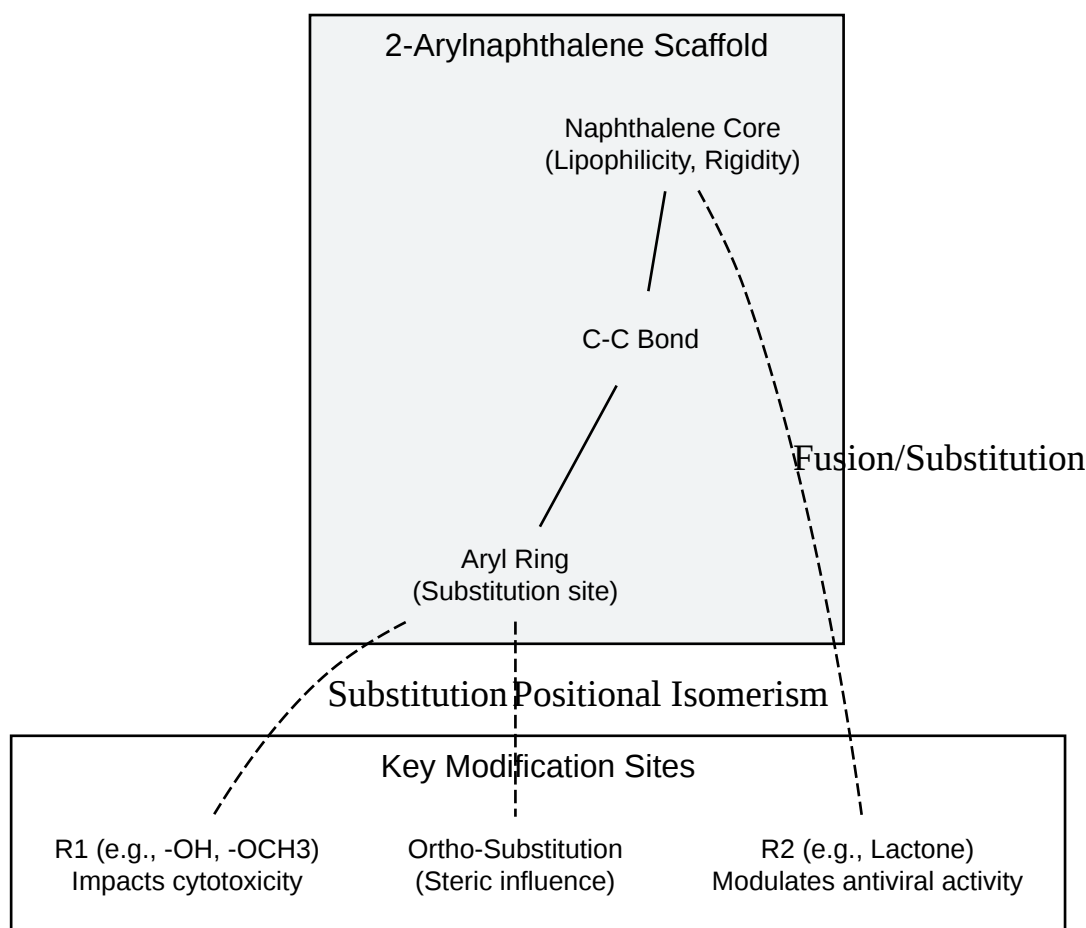 2-Arylnaphthalene Scaffold
Naphthalene Core
(Lipophilicity, Rigidity)
C-C Bond
Fusion/Substitution
Aryl Ring
(Substitution site)
Substitution
Positional Isomerism
Key Modification Sites
R1 (e.g., -OH, -OCH3)
Impacts cytotoxicity
Ortho-Substitution
(Steric influence)
R2 (e.g., Lactone)
Modulates antiviral activity